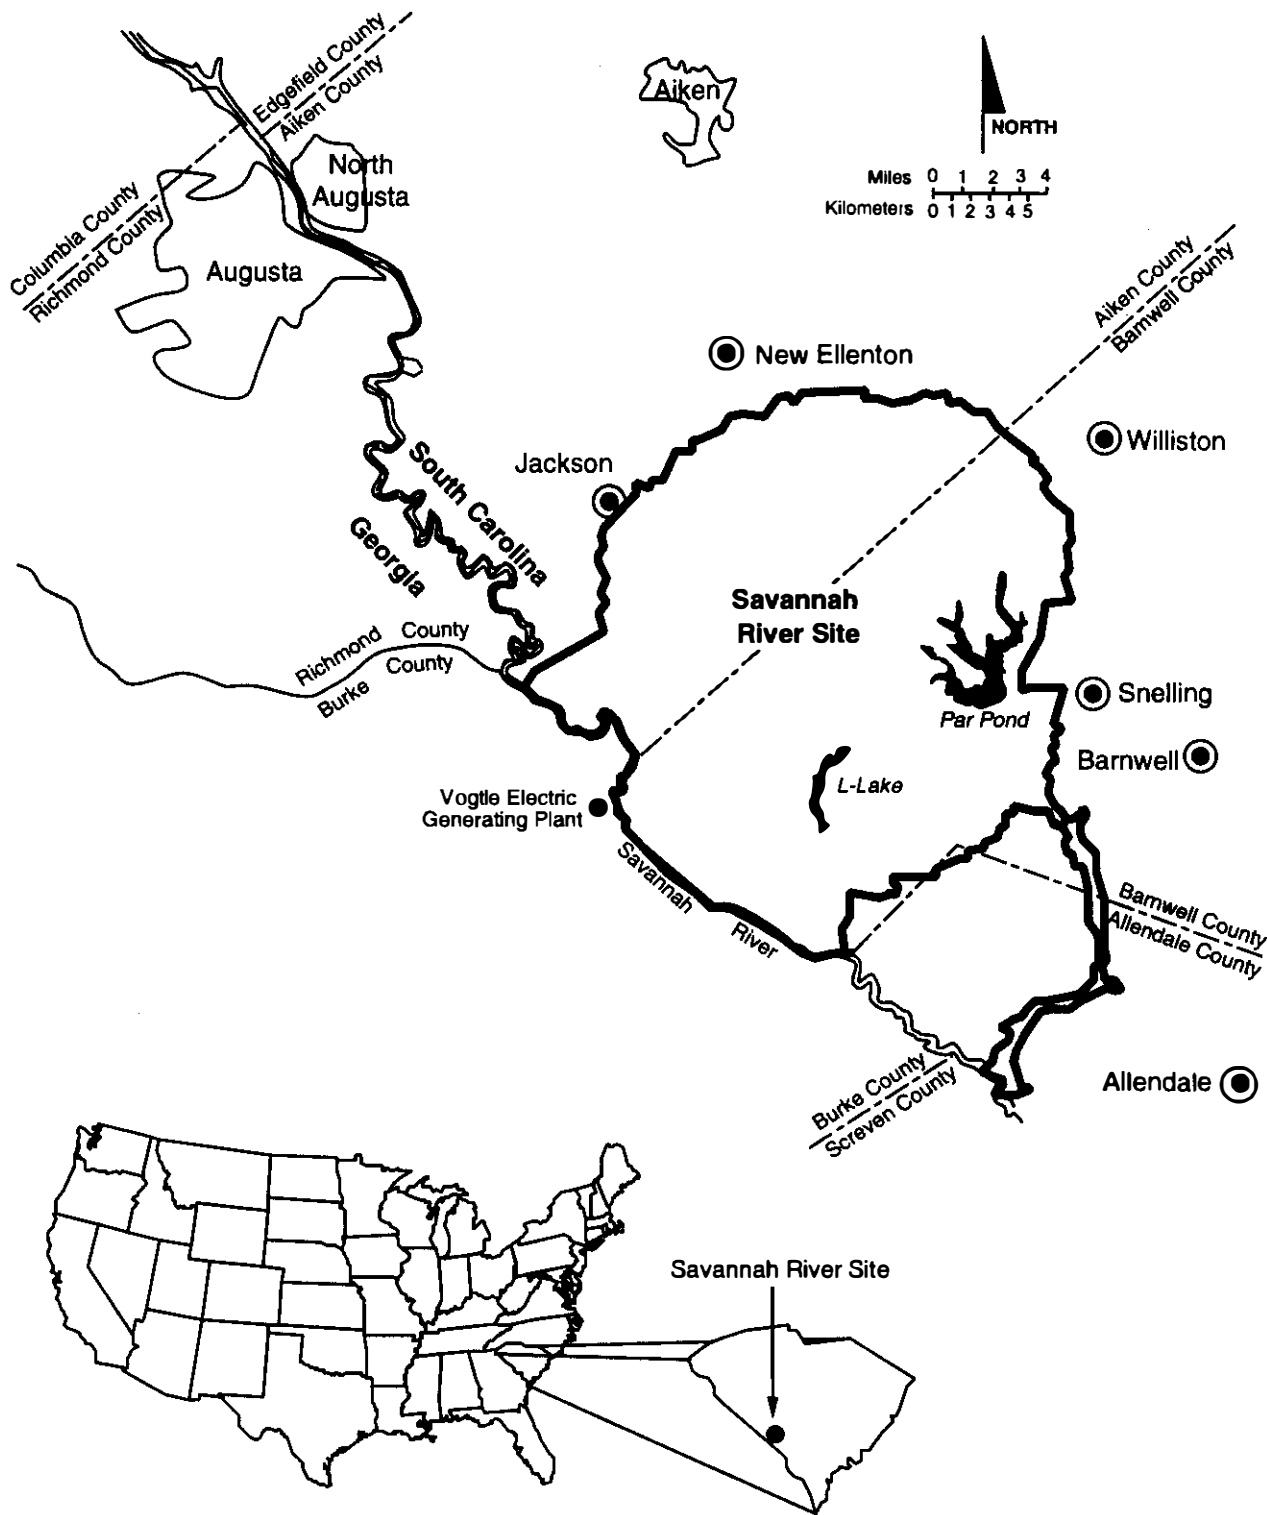 Edgefield County
Aiken County
Aiken
NORTH
North
Augusta
Miles 0 1 2 3 4
Kilometers 0 1 2 3 4 5
Columbia County
Richmond County
Augusta
Aiken County
Barnwell County
New Ellenton
Williston
Jackson
South Carolina
Georgia
Savannah
River Site
Richmond County
Burke County
Snelling
Par Pond
Barnwell
L-Lake
Vogtle Electric
Generating Plant
Savannah
River
Barnwell County
Allendale County
Burke County
Screven County
Allendale
Savannah River Site